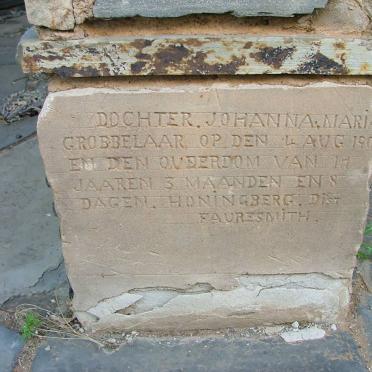 DOCHTER. JOHANNA. MARI
GROBBELAAR OP DEN 4 AUG 19
EN DEN OUDERDOM VAN
JAAREN 3 MAANDEN EN 8
DAGEN. HONINGBERG. DIST
FAURESMITH.